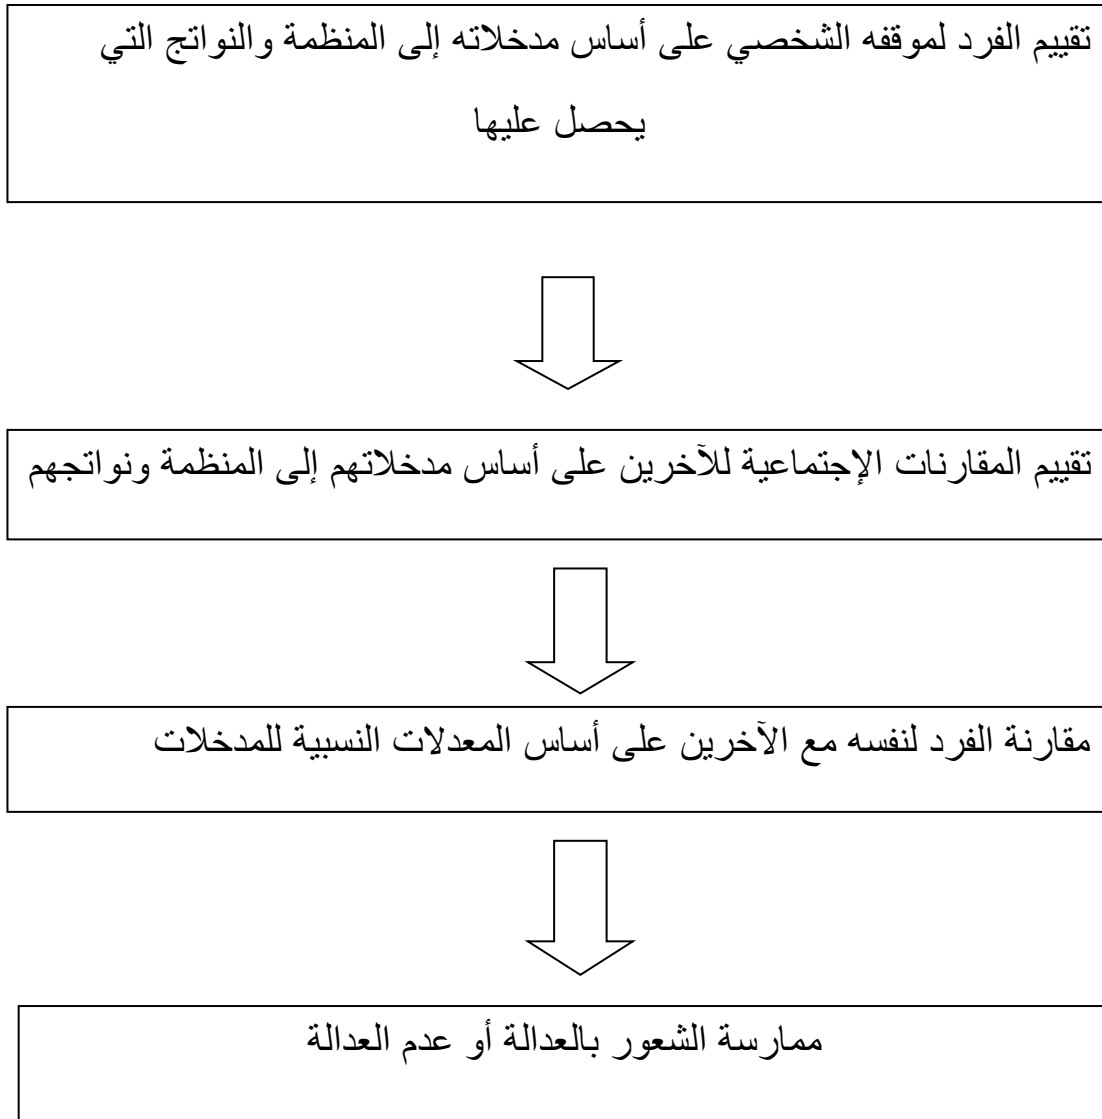 تقييم الفرد لموقفه الشخصي على أساس مدخلاته إلى المنظمة والنواتج التي
يحصل عليها
تقييم المقارنات الإجتماعية للآخرين على أساس مدخلاتهم إلى المنظمة ونواتجهم
مقارنة الفرد لنفسه مع الآخرين على أساس المعدلات النسبية للمدخلات
ممارسة الشعور بالعدالة أو عدم العدالة